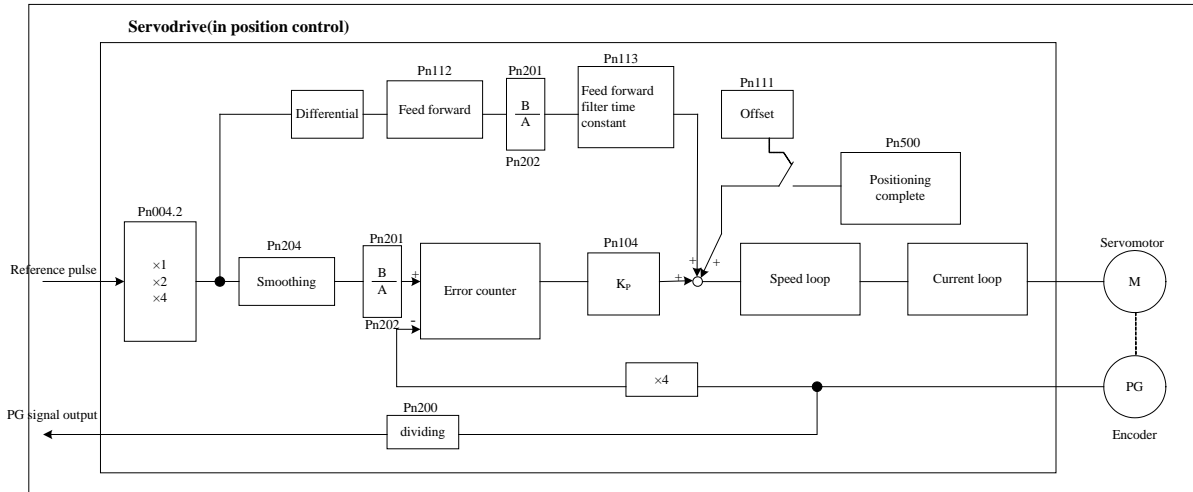 Servodrive(in position control)
Pn112
Pn201
Pn113
Pn111
Differential
Feed forward
B
A
Feed forward
filter time
constant
Offset
Pn202
Pn500
Positioning
complete
Pn004.2
Pn204
Pn201
Pn104
Servomotor
Reference pulse
×1
×2
×4
Smoothing
B
A
+
-
Error counter
KP
+
+
+
Speed loop
Current loop
M
Pn202
×4
PG
PG signal output
Pn200
dividing
Encoder